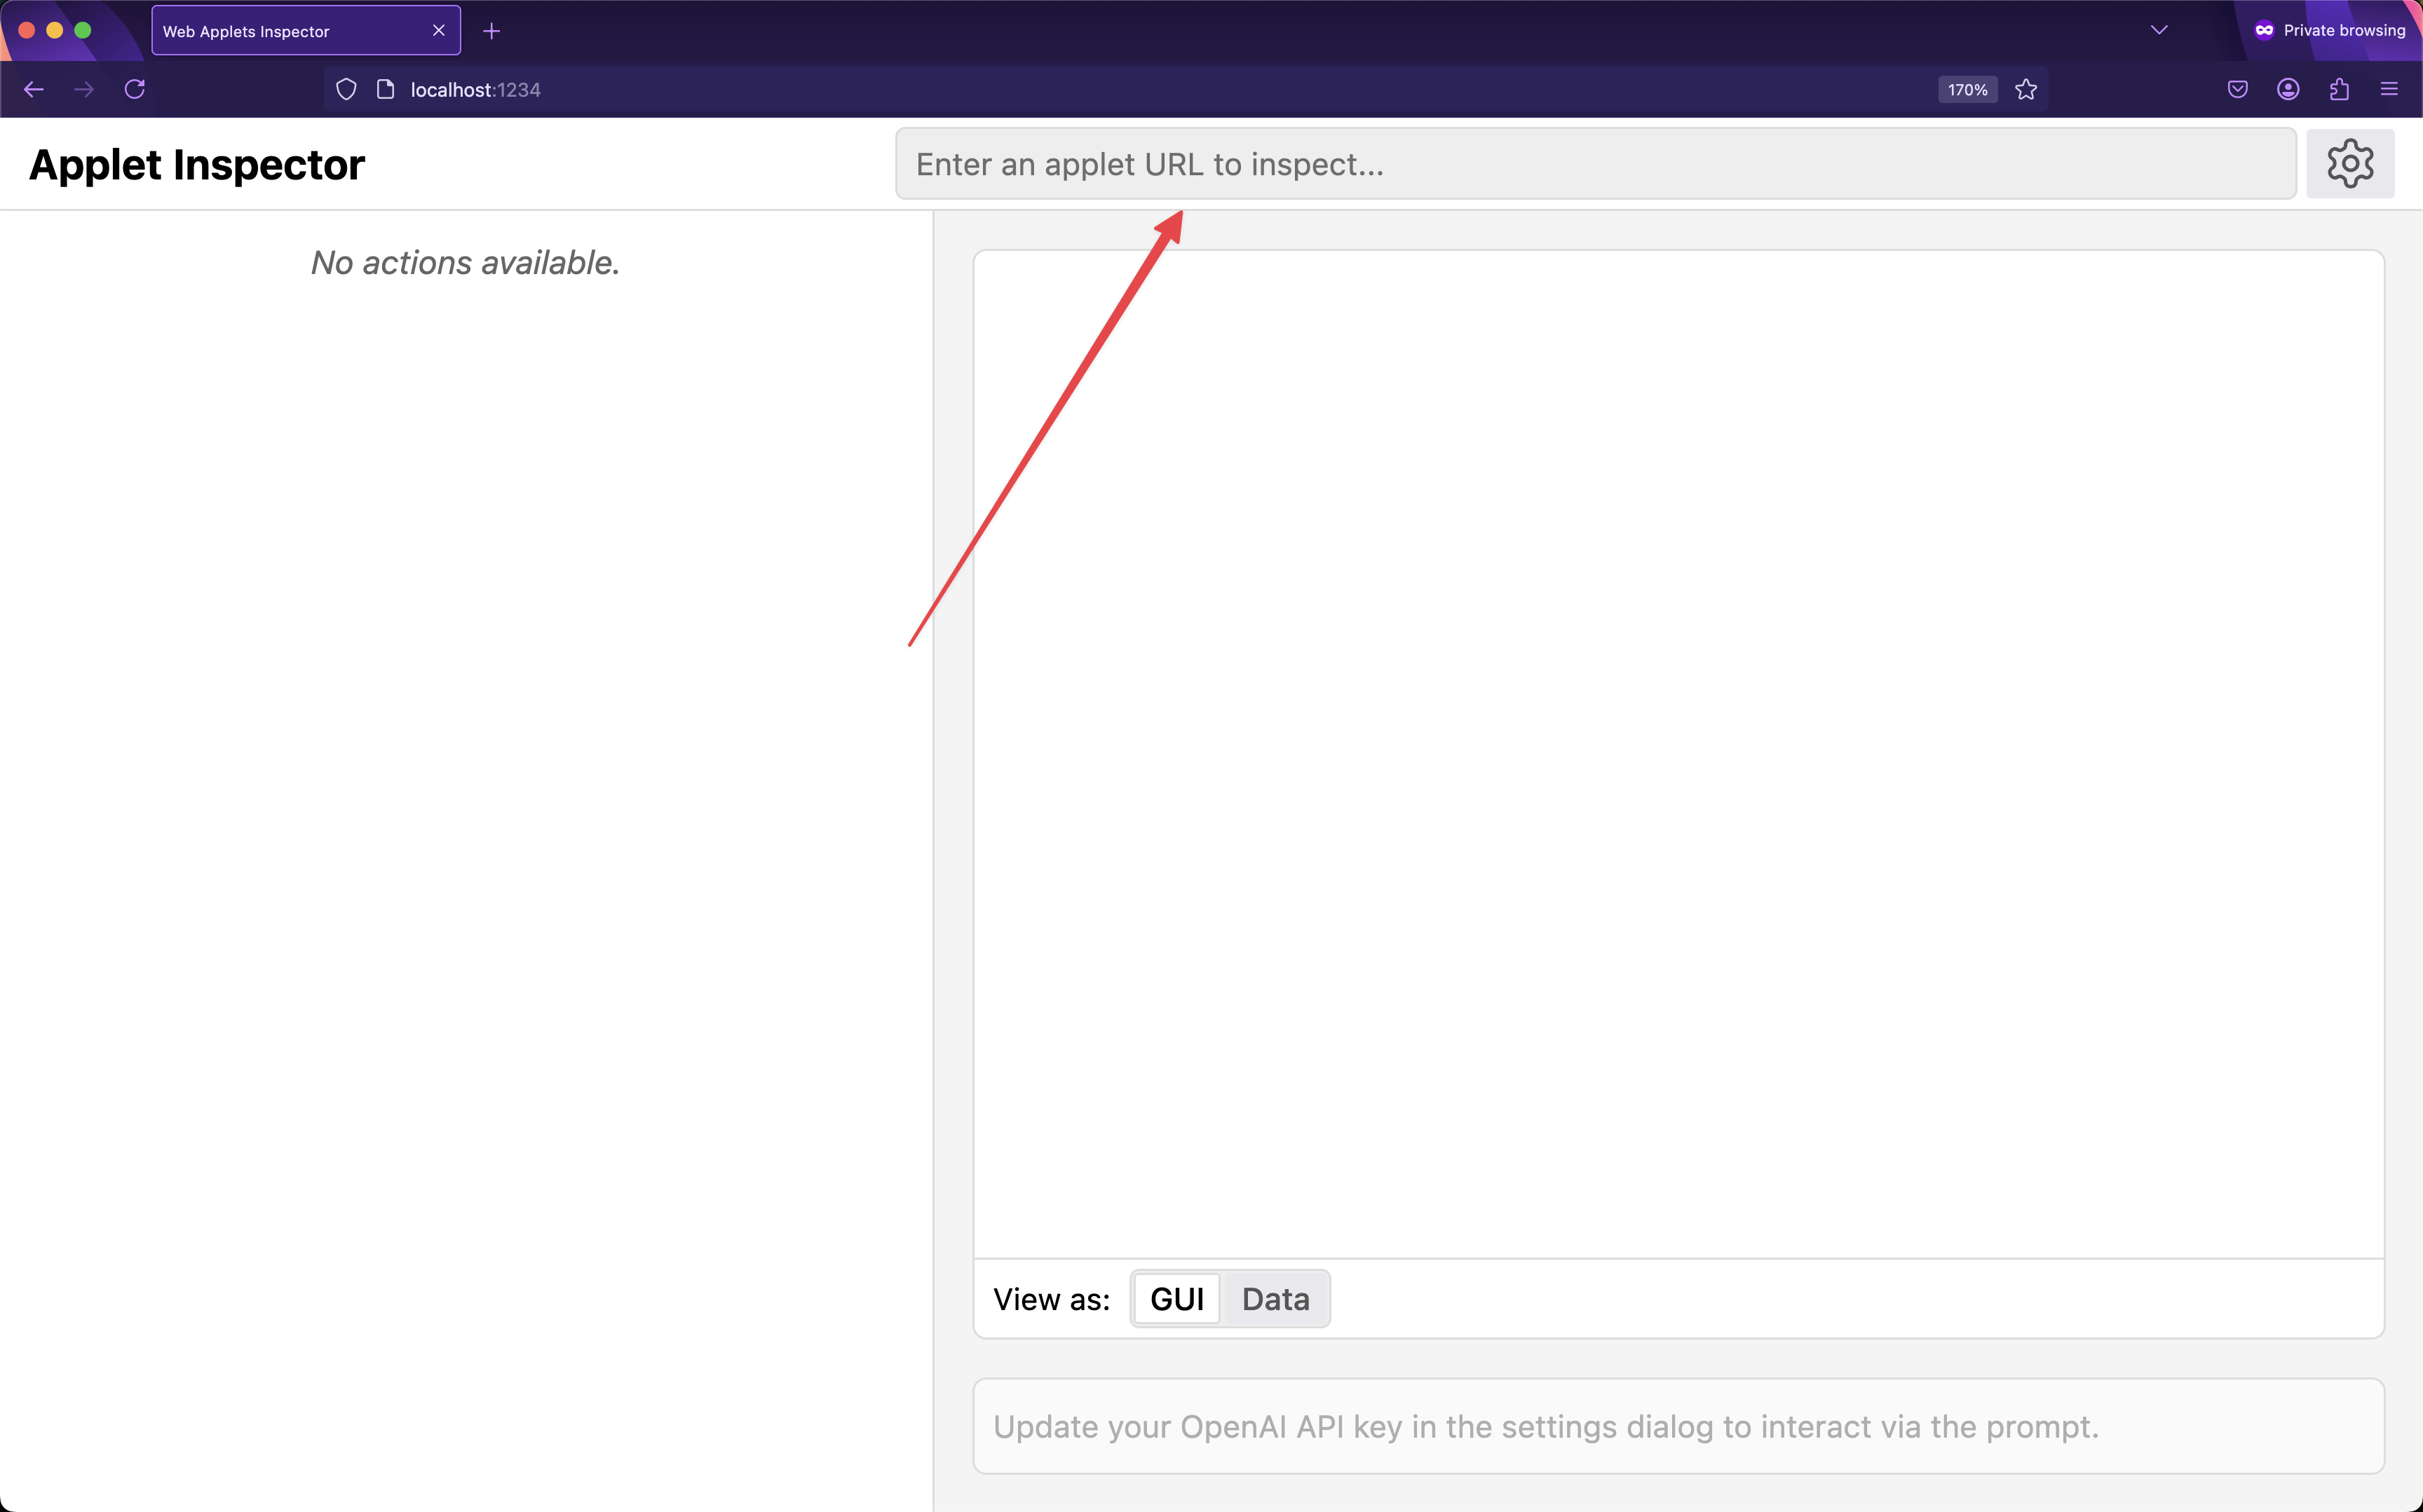 Web Applets Inspector
Private browsing
localhost:1234
170%
Applet Inspector
Enter an applet URL to inspect...
No actions available.
View as: GUI Data
Update your OpenAI API key in the settings dialog to interact via the prompt.